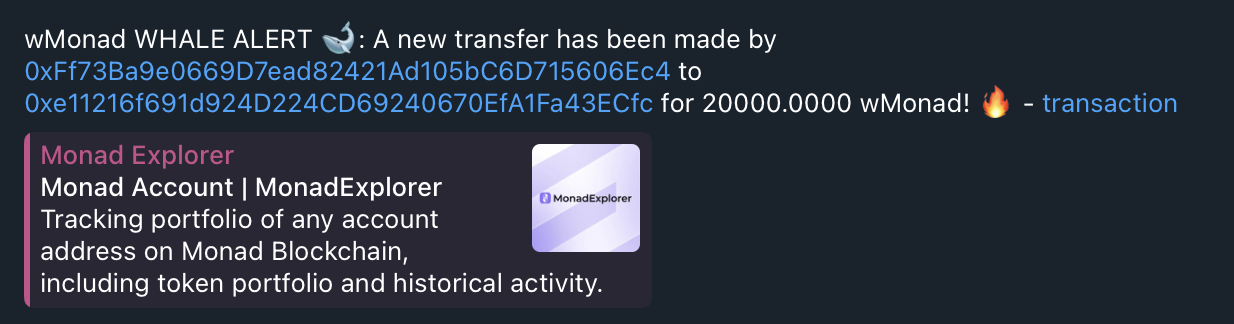 wMonad WHALE ALERT 🐳: A new transfer has been made by
0xFf73Ba9e0669D7ead82421Ad105bC6D715606Ec4 to
0xe11216f691d924D224CD69240670EfA1Fa43ECfc for 20000.0000 wMonad! 🔥 - transaction
Monad Explorer
Monad Account | MonadExplorer
Tracking portfolio of any account
address on Monad Blockchain,
including token portfolio and historical activity.
MonadExplorer